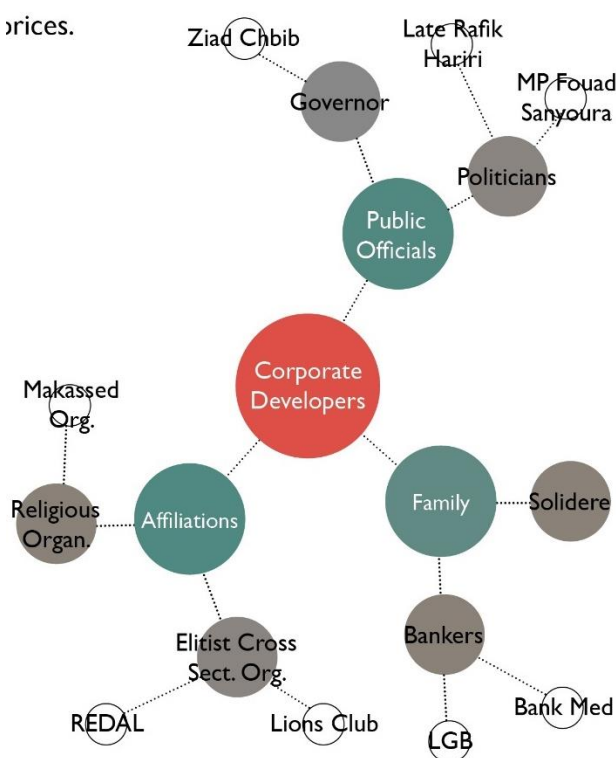 prices.
Ziad Chbib
Late Rafik
Hariri
MP Fouad
Sanyoura
Governor
Politicians
Public
Officials
Corporate
Developers
Makassed
Org.
Religious
Organ.
Affiliations
Family
Solidere
Elitist Cross
Sect. Org.
Bankers
REDAL
Lions Club
LGB
Bank Med